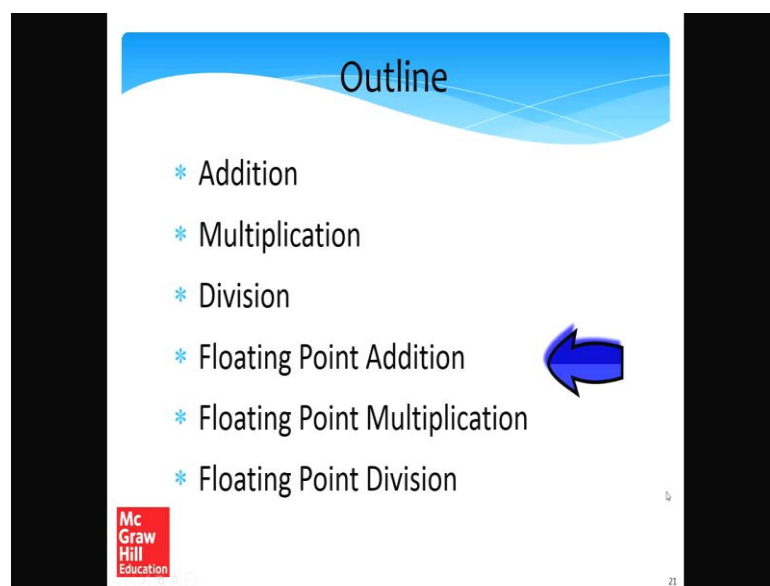 Outline
* Addition
* Multiplication
* Division
* Floating Point Addition
* Floating Point Multiplication
* Floating Point Division
Mc
Graw
Hill
Education
21